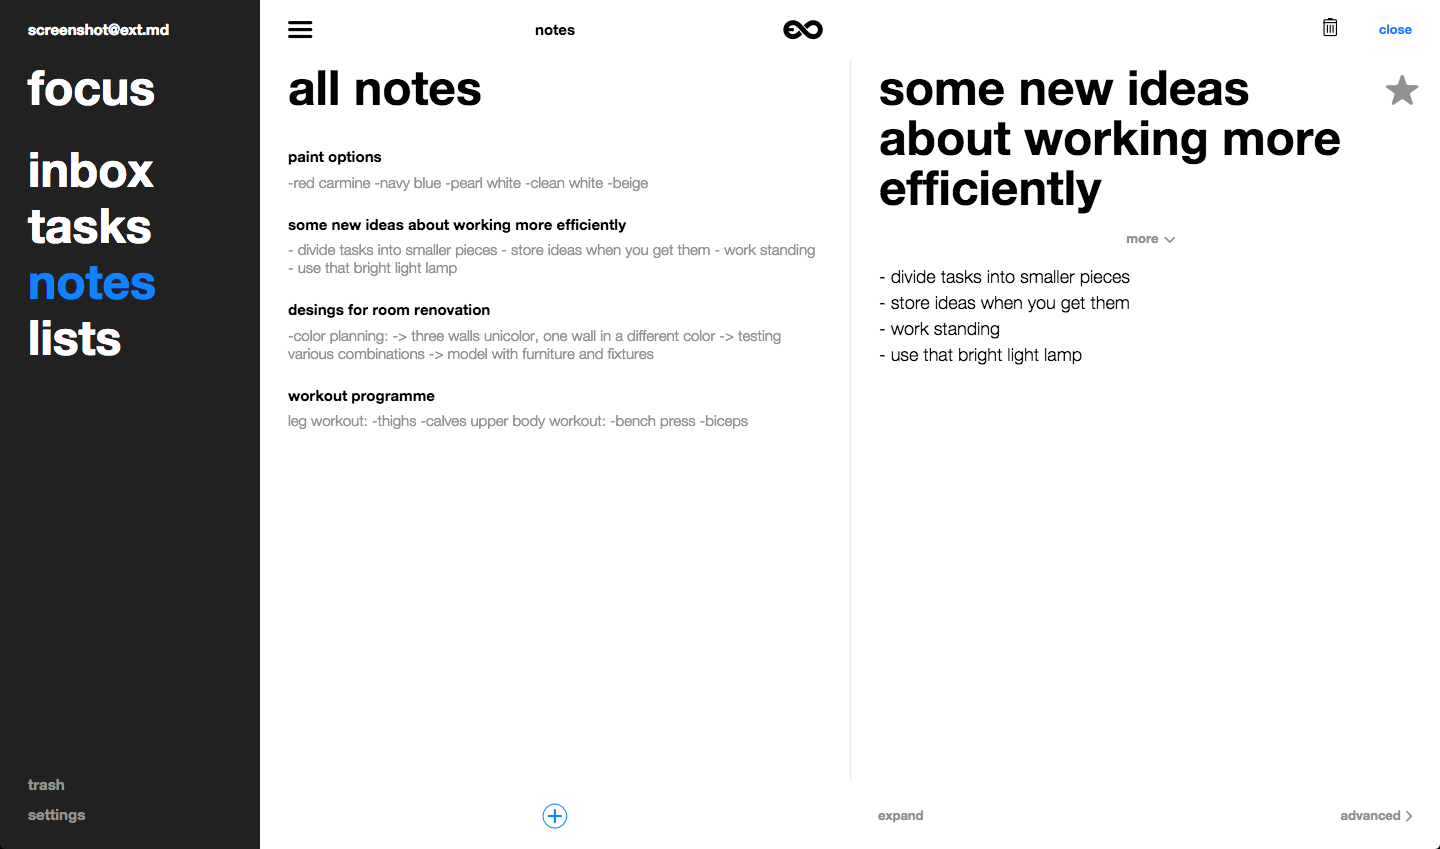 screenshot@ext.md
focus
inbox
tasks
notes
lists
trash
settings
notes
all notes
paint options
-red carmine -navy blue -pearl white -clean white -beige
some new ideas about working more efficiently
- divide tasks into smaller pieces - store ideas when you get them - work standing
- use that bright light lamp
desings for room renovation
-color planning: -> three walls unicolor, one wall in a different color -> testing
various combinations -> model with furniture and fixtures
workout programme
leg workout: -thighs -calves upper body workout: -bench press -biceps
close
some new ideas
about working more
efficiently
more
- divide tasks into smaller pieces
- store ideas when you get them
- work standing
- use that bright light lamp
expand
advanced